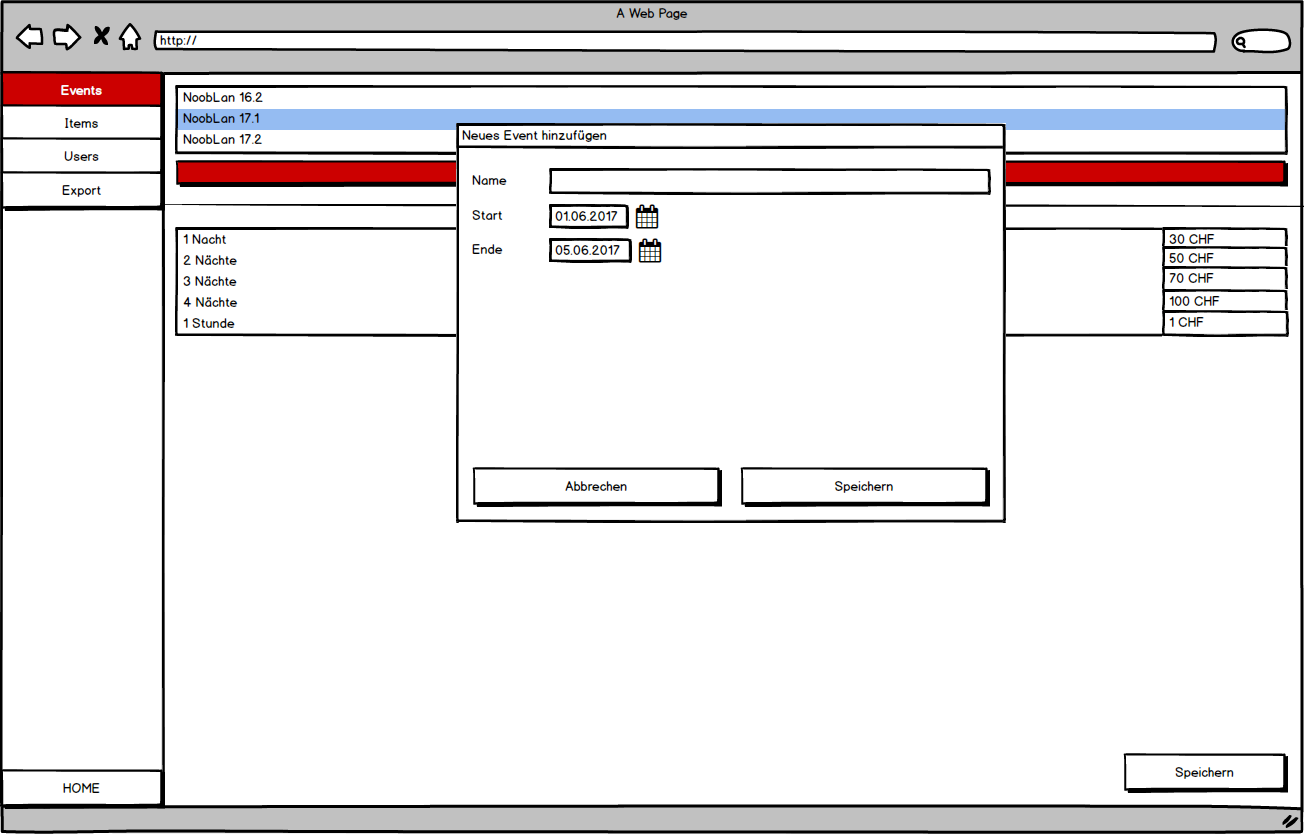 A Web Page
http://
Events
Items
Users
Export
HOME
NoobLan 16.2
NoobLan 17.1
NoobLan 17.2
1 Nacht
30 CHF
2 Nächte
50 CHF
3 Nächte
70 CHF
4 Nächte
100 CHF
1 Stunde
1 CHF
Neues Event hinzufügen
Name
Start
01.06.2017
Ende
05.06.2017
Abbrechen
Speichern
Speichern